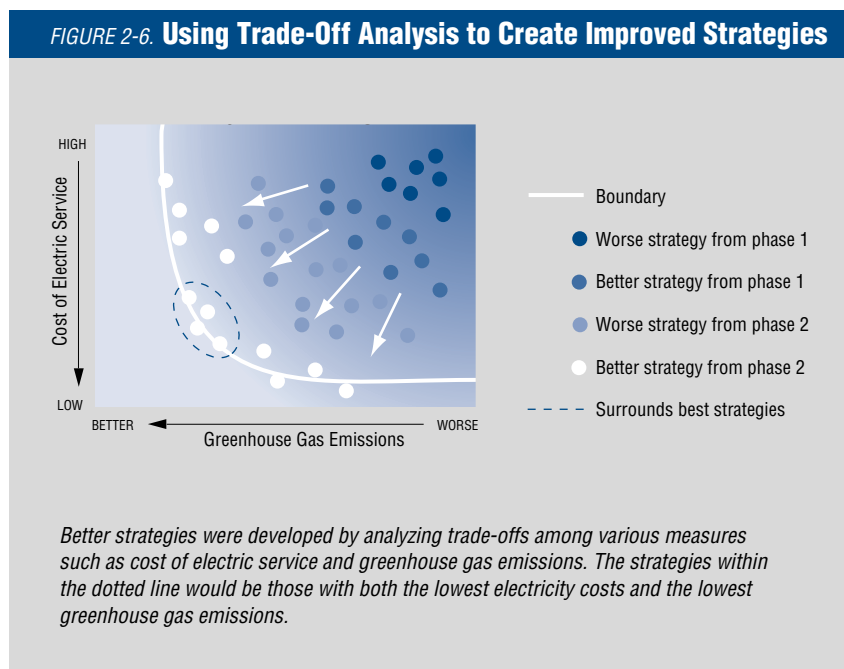 FIGURE 2-6. Using Trade-Off Analysis to Create Improved Strategies
HIGH
Cost of Electric Service
LOW
BETTER
WORSE
Greenhouse Gas Emissions
Boundary
Worse strategy from phase 1
Better strategy from phase 1
Worse strategy from phase 2
Better strategy from phase 2
Surrounds best strategies
Better strategies were developed by analyzing trade-offs among various measures
such as cost of electric service and greenhouse gas emissions. The strategies within
the dotted line would be those with both the lowest electricity costs and the lowest
greenhouse gas emissions.